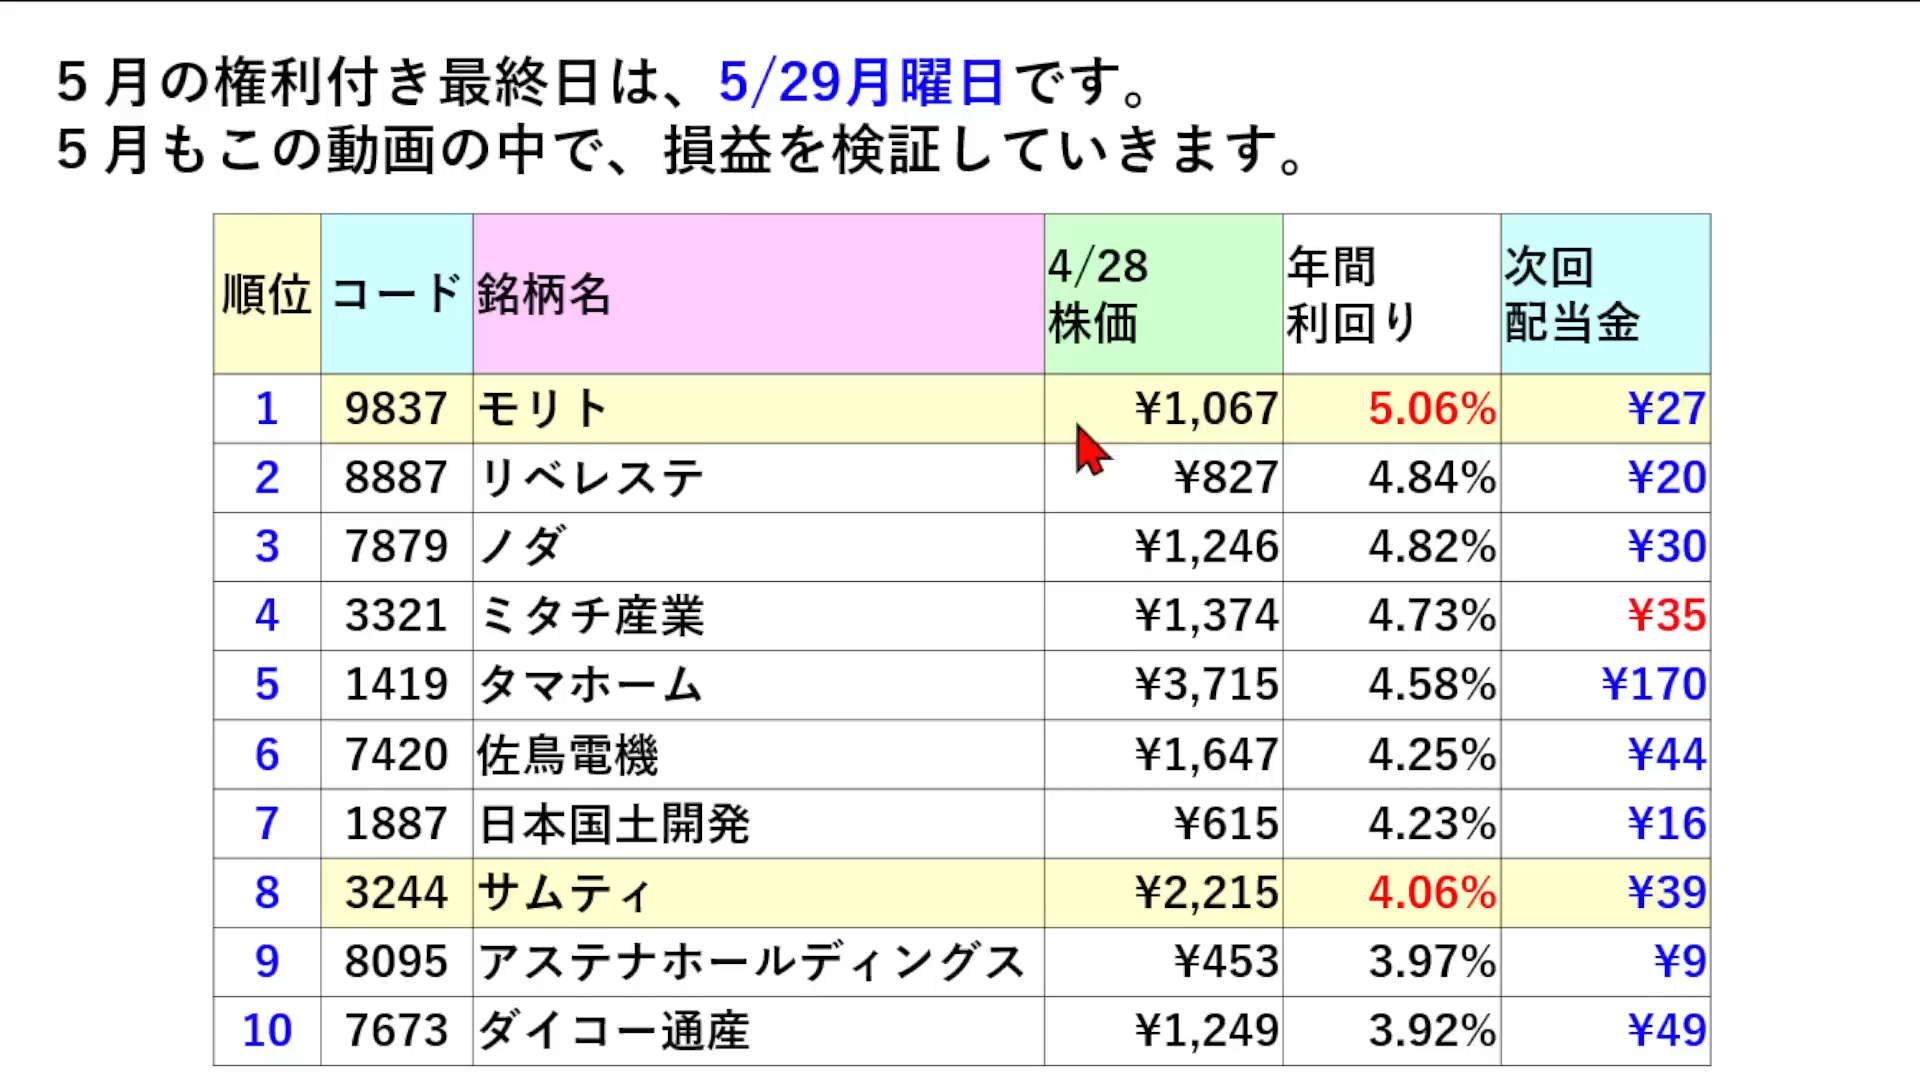 5月の権利付き最終日は、5/29月曜日です。
5月もこの動画の中で、損益を検証していきます。
順位 コード 銘柄名 4/28株価 年間利回り 次回配当金
1 9837 モリト ¥1,067 5.06% ¥27
2 8887 リベレステ ¥827 4.84% ¥20
3 7879 ノダ ¥1,246 4.82% ¥30
4 3321 ミタチ産業 ¥1,374 4.73% ¥35
5 1419 タマホーム ¥3,715 4.58% ¥170
6 7420 佐鳥電機 ¥1,647 4.25% ¥44
7 1887 日本国土開発 ¥615 4.23% ¥16
8 3244 サムティ ¥2,215 4.06% ¥39
9 8095 アステナホールディングス ¥453 3.97% ¥9
10 7673 ダイコー通産 ¥1,249 3.92% ¥49